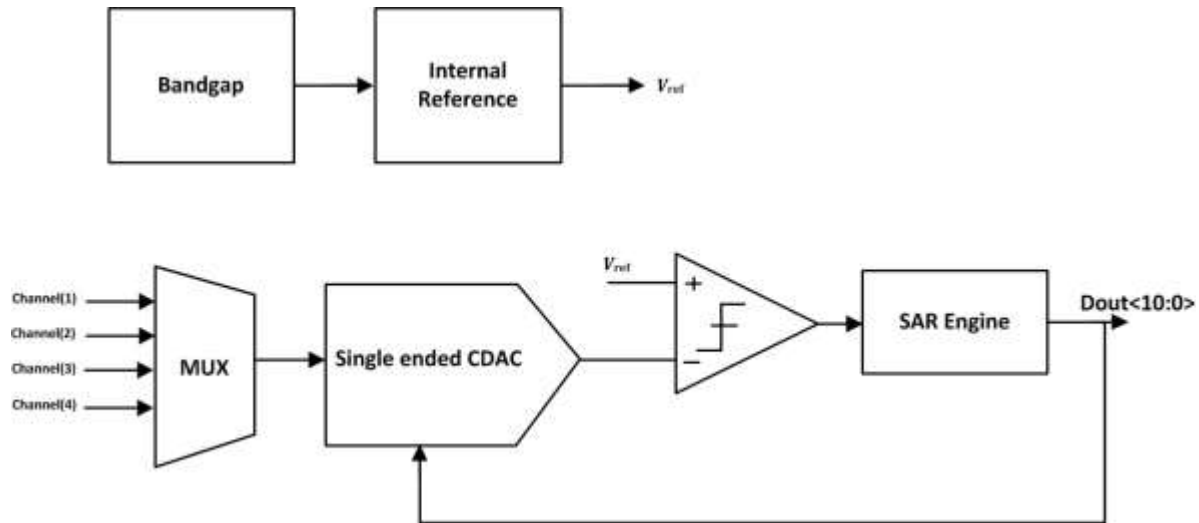 Bandgap
Internal
Reference
Vref
Channel(1)
Channel(2)
Channel(3)
Channel(4)
MUX
Single ended CDAC
Vref
+
−
SAR Engine
Dout<10:0>